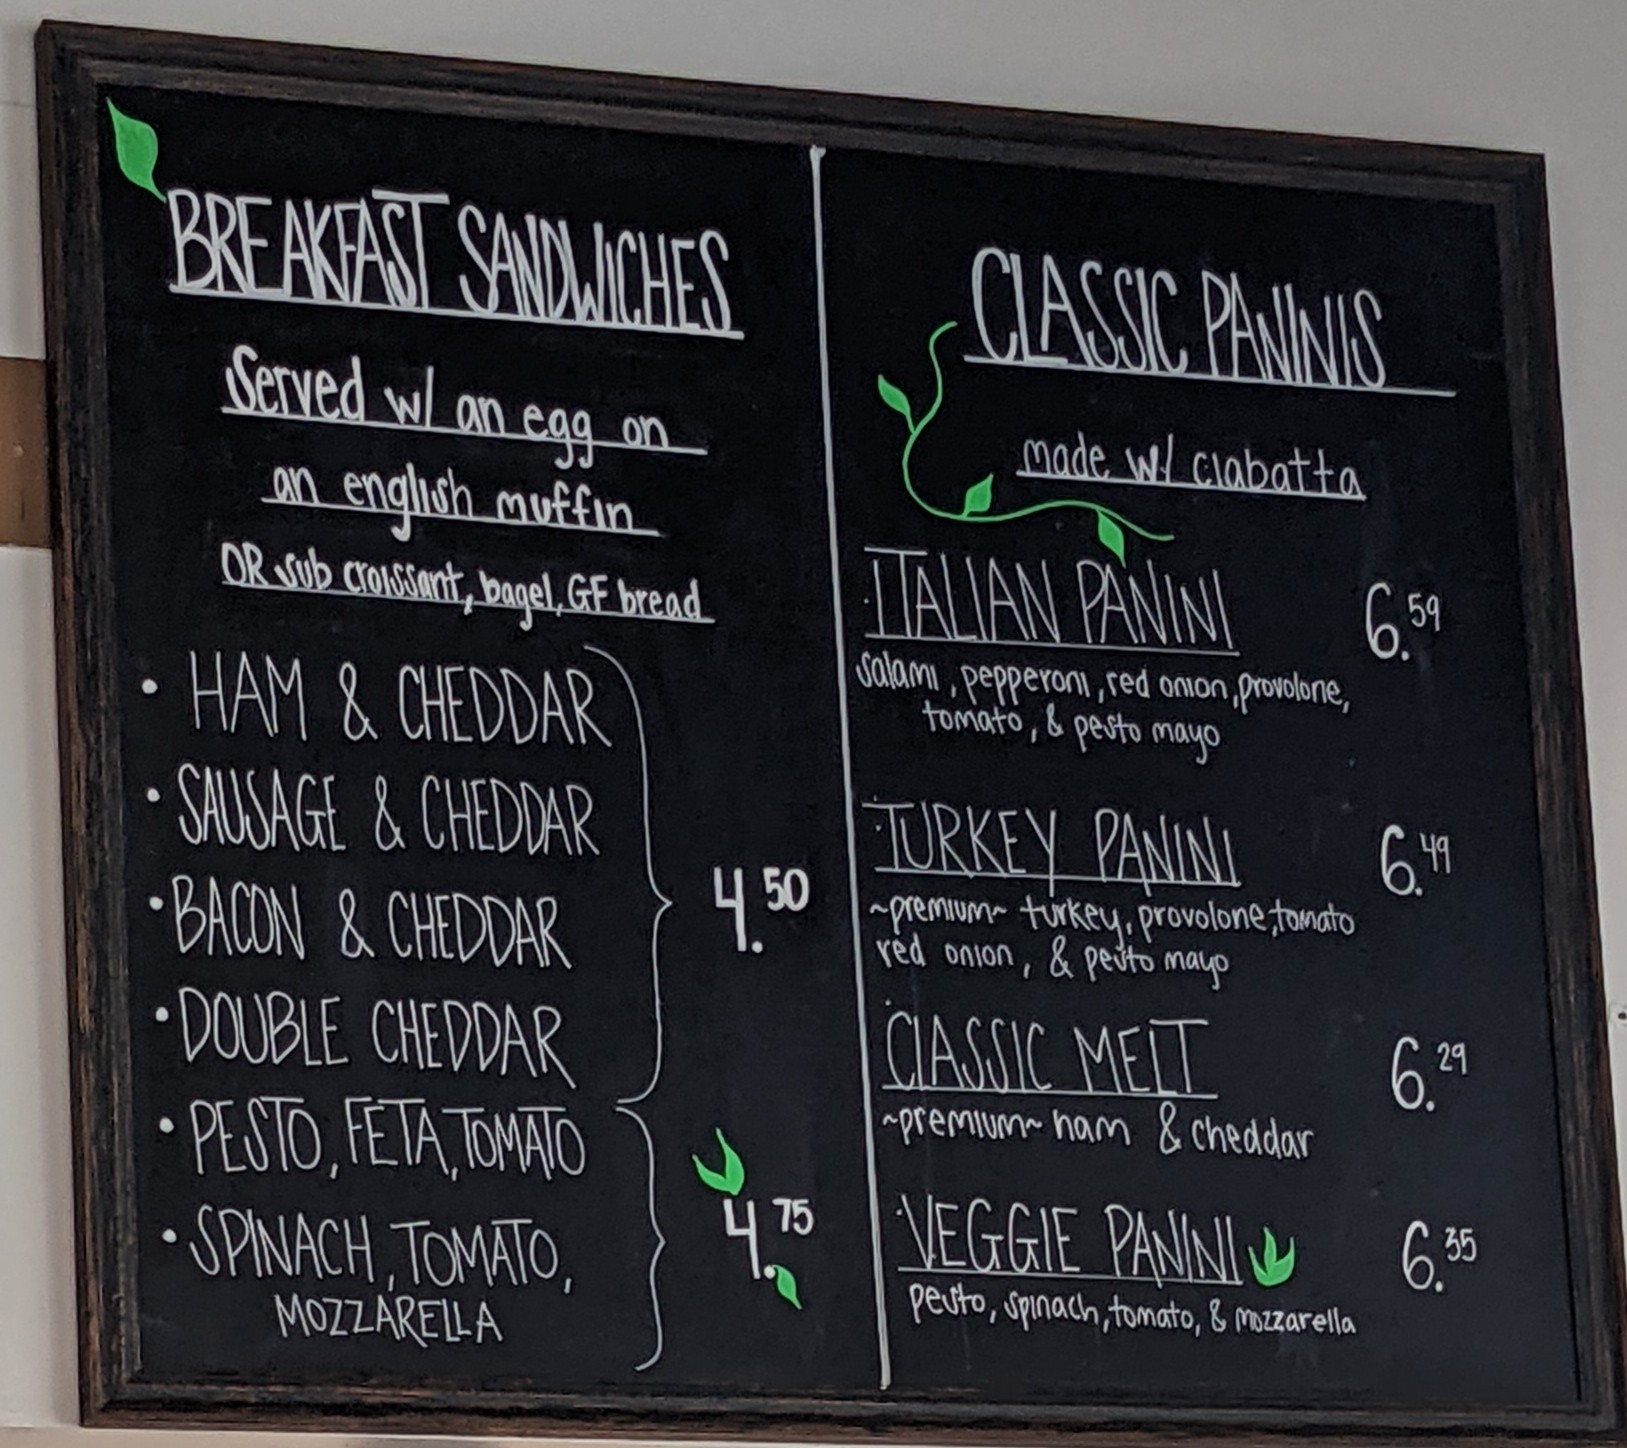 BREAKFAST SANDWICHES
Served w/ an egg on
an english muffin
OR sub croissant, bagel, GF bread
• HAM & CHEDDAR
• SAUSAGE & CHEDDAR
• BACON & CHEDDAR
• DOUBLE CHEDDAR
4.50
• PESTO, FETA, TOMATO
• SPINACH, TOMATO,
MOZZARELLA
4.75
CLASSIC PANINIS
made w/ ciabatta
ITALIAN PANINI 6.59
salami, pepperoni, red onion, provolone,
tomato, & pesto mayo
TURKEY PANINI 6.49
~premium~ turkey, provolone, tomato
red onion, & pesto mayo
CLASSIC MELT 6.29
~premium~ ham & cheddar
VEGGIE PANINI 6.35
pesto, spinach, tomato, & mozzarella